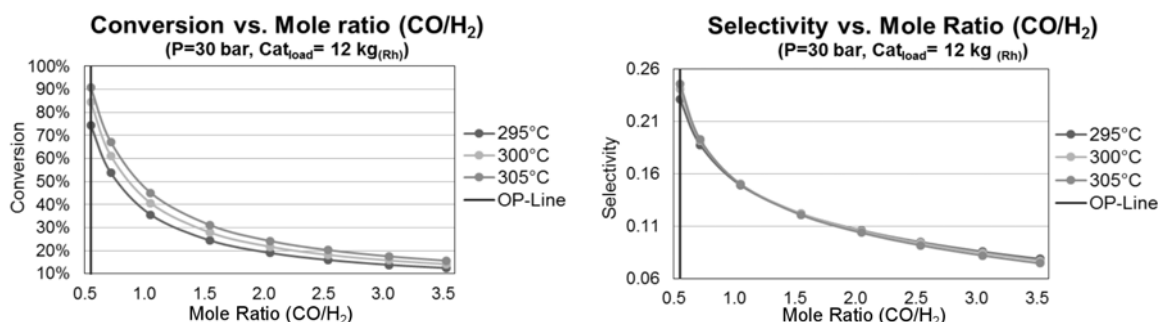 Conversion vs. Mole ratio (CO/H₂)
(P=30 bar, Cat_load= 12 kg_(Rh))
100%
90%
80%
70%
60%
50%
40%
30%
20%
10%
Conversion
0.5 1.0 1.5 2.0 2.5 3.0 3.5
Mole Ratio (CO/H₂)
295°C
300°C
305°C
OP-Line
Selectivity vs. Mole Ratio (CO/H₂)
(P=30 bar, Cat_load= 12 kg _(Rh))
0.26
0.21
0.16
0.11
0.06
Selectivity
0.5 1.0 1.5 2.0 2.5 3.0 3.5
Mole Ratio (CO/H₂)
295°C
300°C
305°C
OP-Line